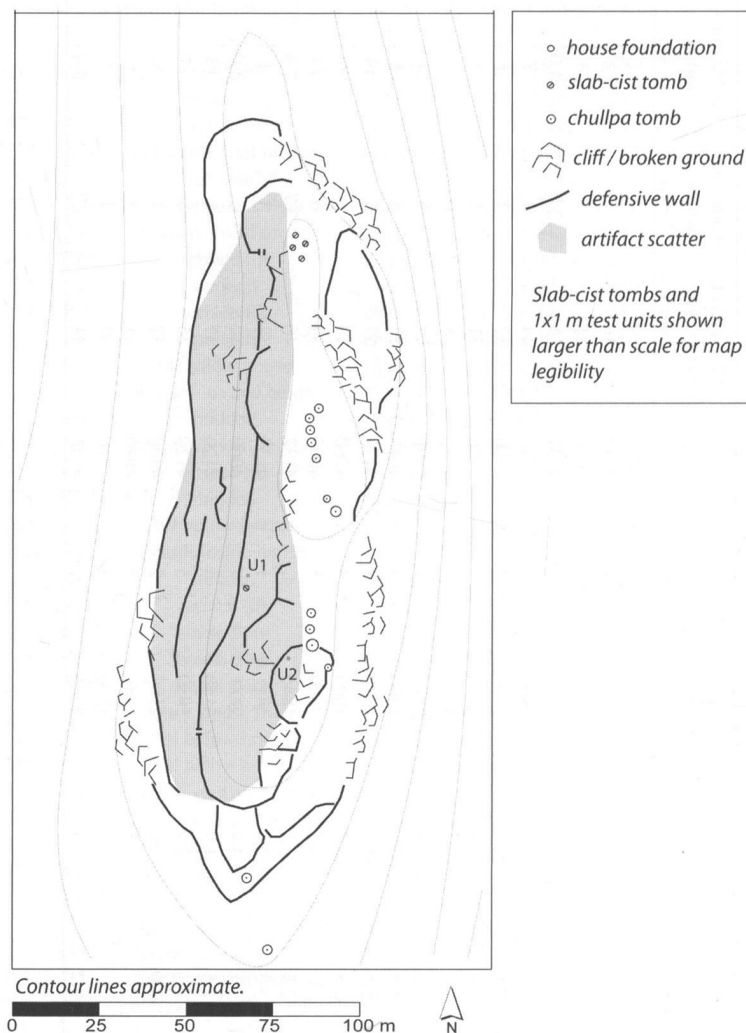 house foundation
slab-cist tomb
chullpa tomb
cliff / broken ground
defensive wall
artifact scatter
Slab-cist tombs and
1x1 m test units shown
larger than scale for map
legibility
U1
U2
Contour lines approximate.
0 25 50 75 100 m
N